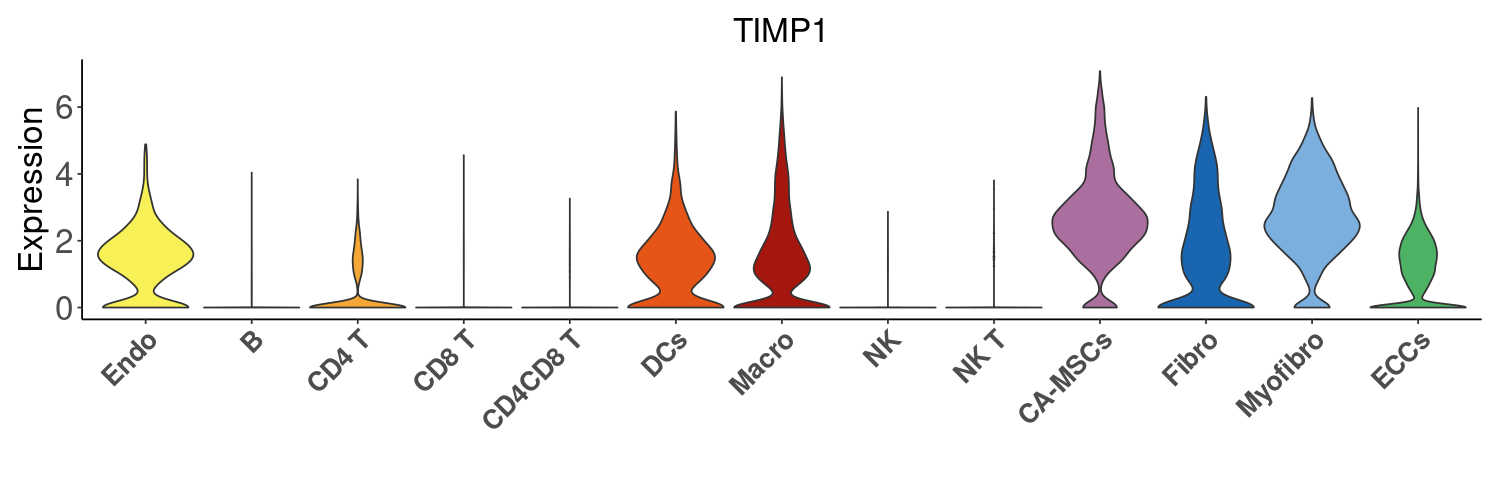 TIMP1
Expression
6
4
2
0
Endo
B
CD4 T
CD8 T
CD4CD8 T
DCs
Macro
NK
NK T
CA-MSCs
Fibro
Myofibro
ECCs